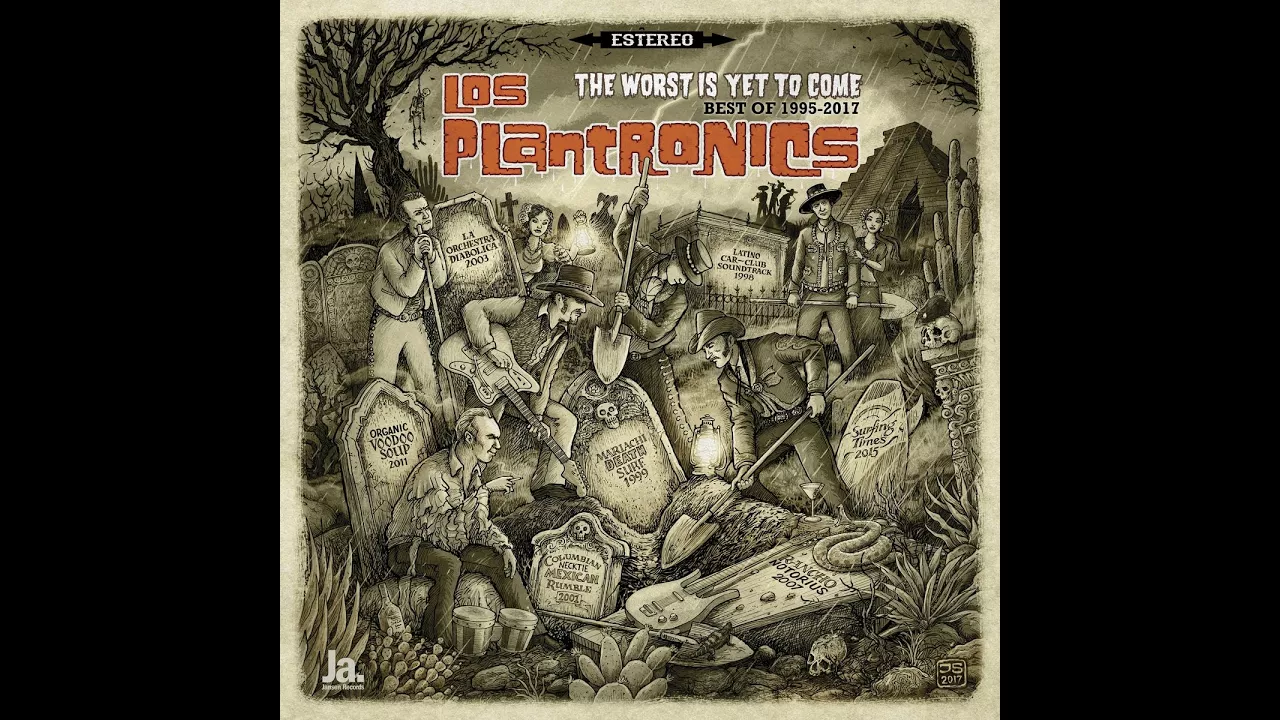 ESTEREO
THE WORST IS YET TO COME
BEST OF 1995-2017
LOS
PLANTRONICS
LA
ORCHESTRA
DIABOLICA
2003
LATINO
CAR-CLUB
SOUNDTRACK
1998
ORGANIC
VOODOO
SOUP
2011
MARIACHI
DEATH
SURF
1999
Surfing
Times
2015
COLUMBIAN
NECKTIE
MEXICAN
RUMBLE
2001
RANCHO
NOTORIUS
2007
Ja.
Jansen Records
JS
2017